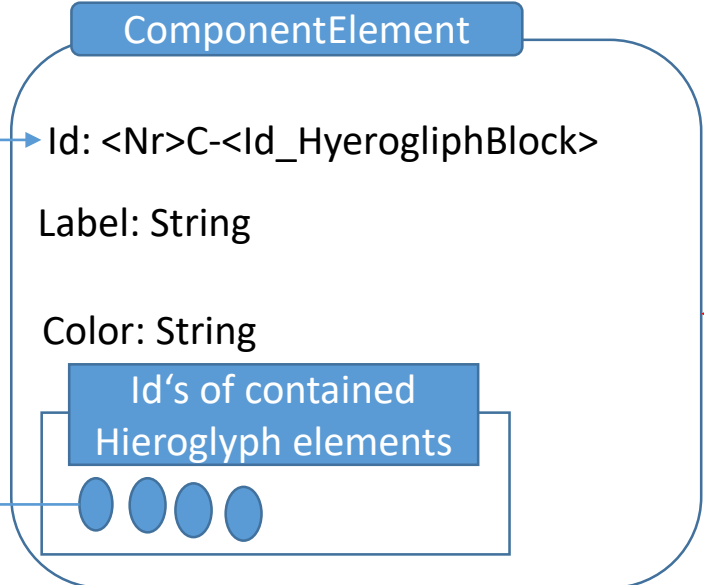 ComponentElement
Id: <Nr>C-<Id_HyerogliphBlock>
Label: String
Color: String
Id‘s of contained
Hieroglyph elements